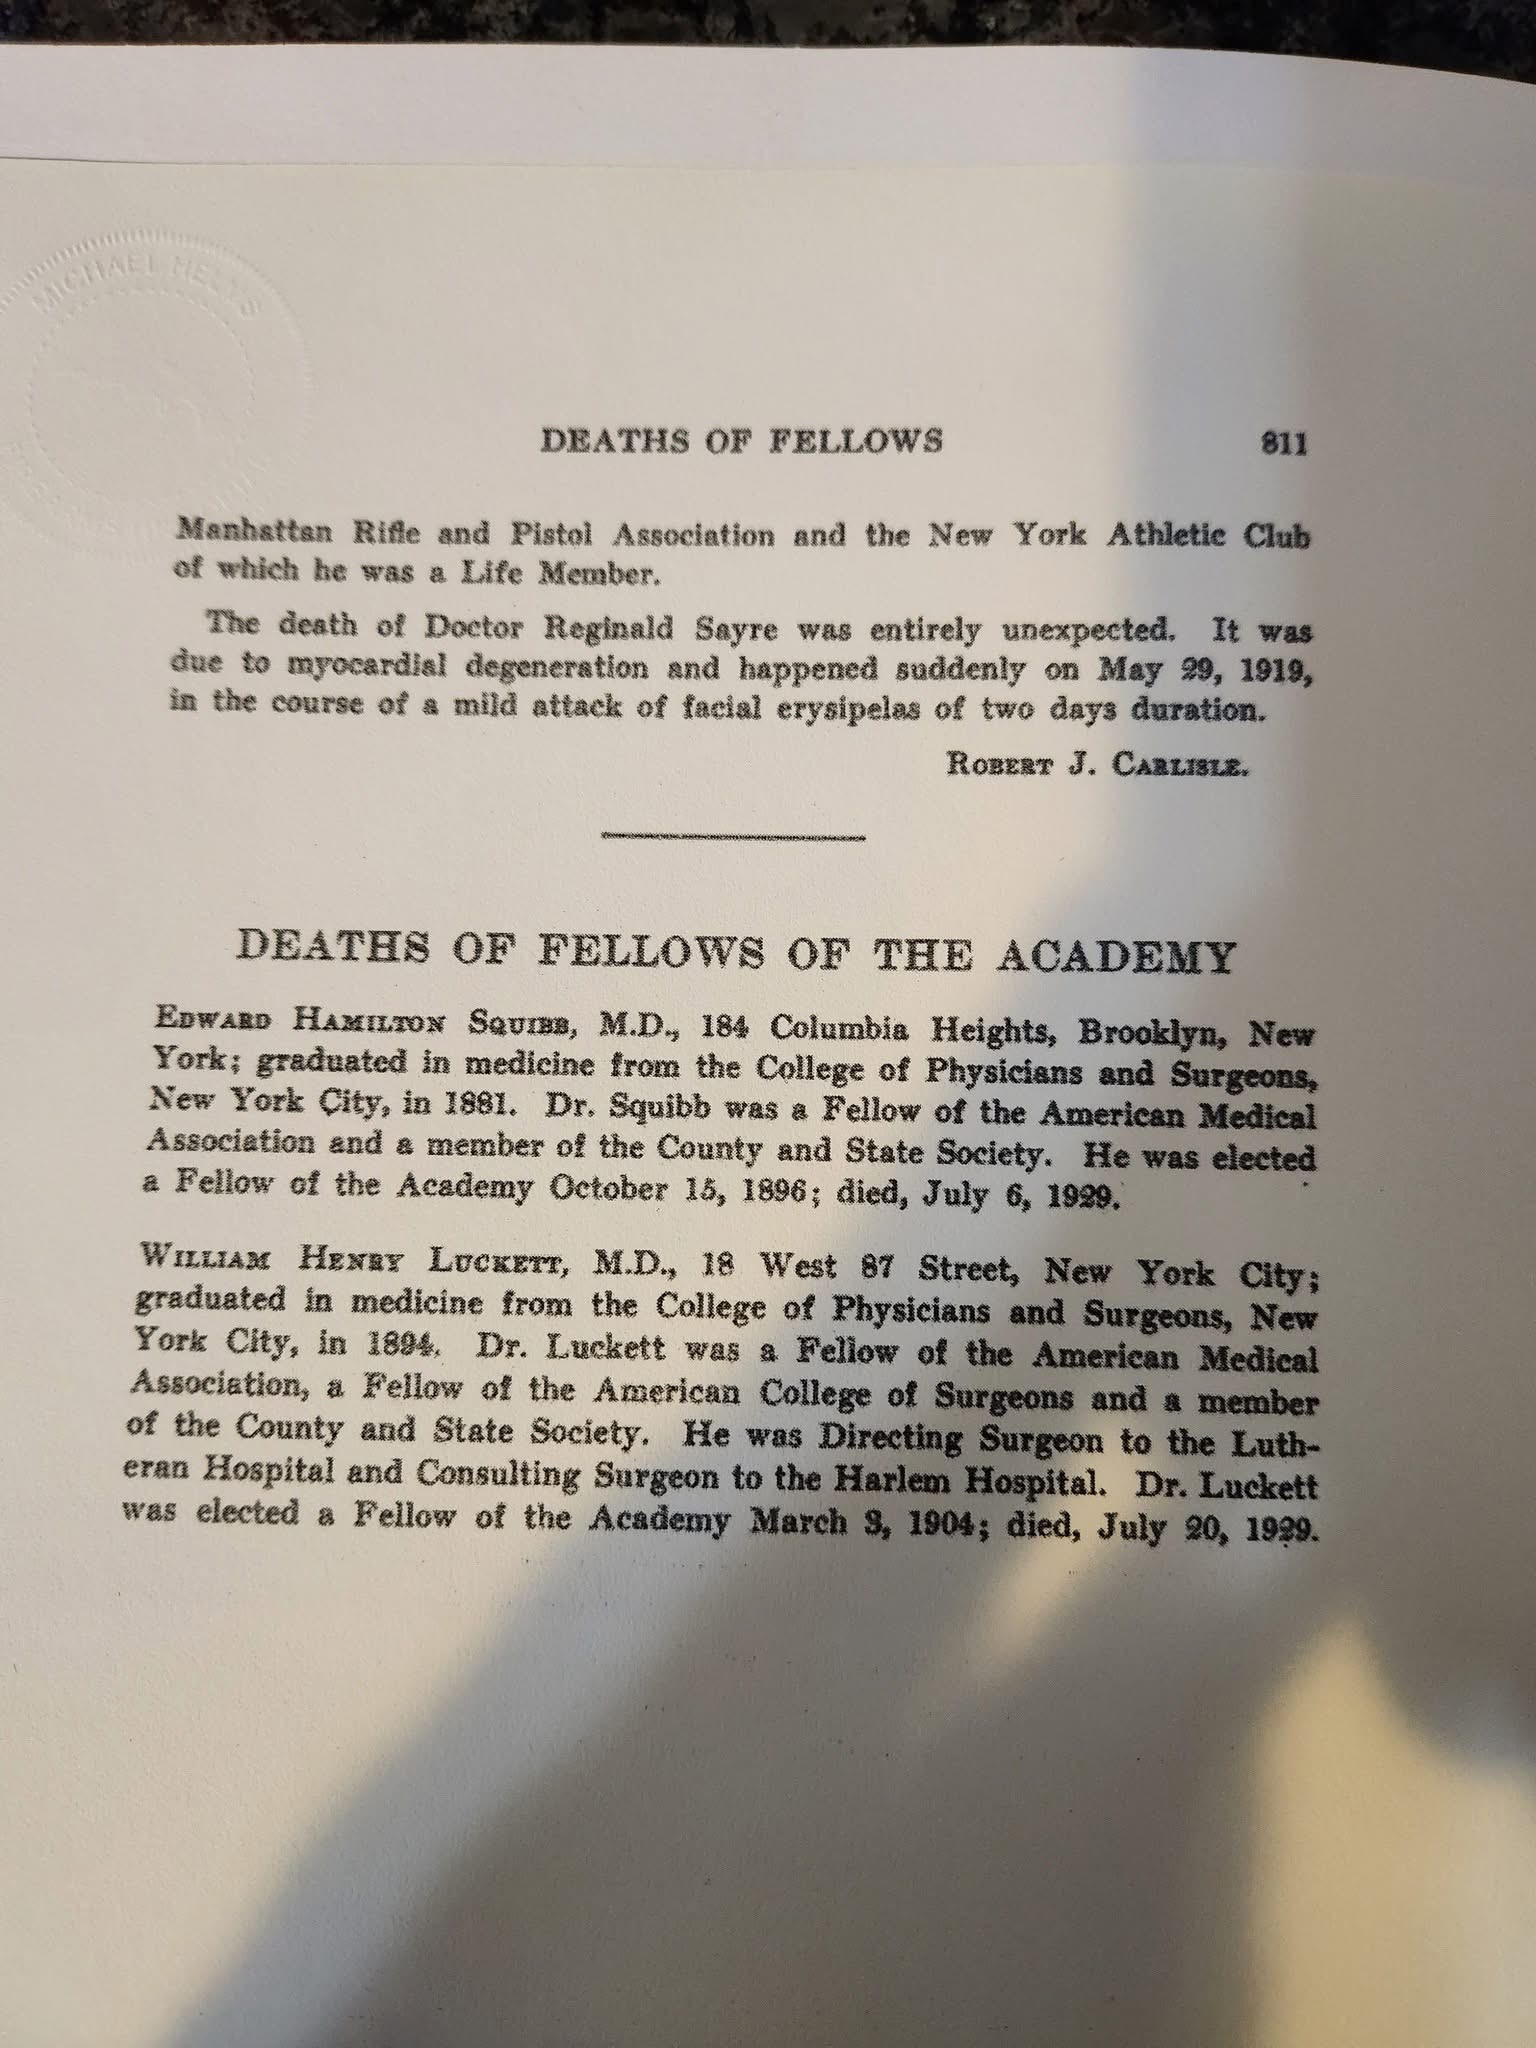 MICHAEL HELMS
DEATHS OF FELLOWS 811
Manhattan Rifle and Pistol Association and the New York Athletic Club
of which he was a Life Member.
The death of Doctor Reginald Sayre was entirely unexpected. It was
due to myocardial degeneration and happened suddenly on May 29, 1919,
in the course of a mild attack of facial erysipelas of two days duration.
ROBERT J. CARLISLE.
DEATHS OF FELLOWS OF THE ACADEMY
EDWARD HAMILTON SQUIBB, M.D., 184 Columbia Heights, Brooklyn, New
York; graduated in medicine from the College of Physicians and Surgeons,
New York City, in 1881. Dr. Squibb was a Fellow of the American Medical
Association and a member of the County and State Society. He was elected
a Fellow of the Academy October 15, 1896; died, July 6, 1929.
WILLIAM HENRY LUCKETT, M.D., 18 West 87 Street, New York City;
graduated in medicine from the College of Physicians and Surgeons, New
York City, in 1894. Dr. Luckett was a Fellow of the American Medical
Association, a Fellow of the American College of Surgeons and a member
of the County and State Society. He was Directing Surgeon to the Luth-
eran Hospital and Consulting Surgeon to the Harlem Hospital. Dr. Luckett
was elected a Fellow of the Academy March 3, 1904; died, July 20, 1929.